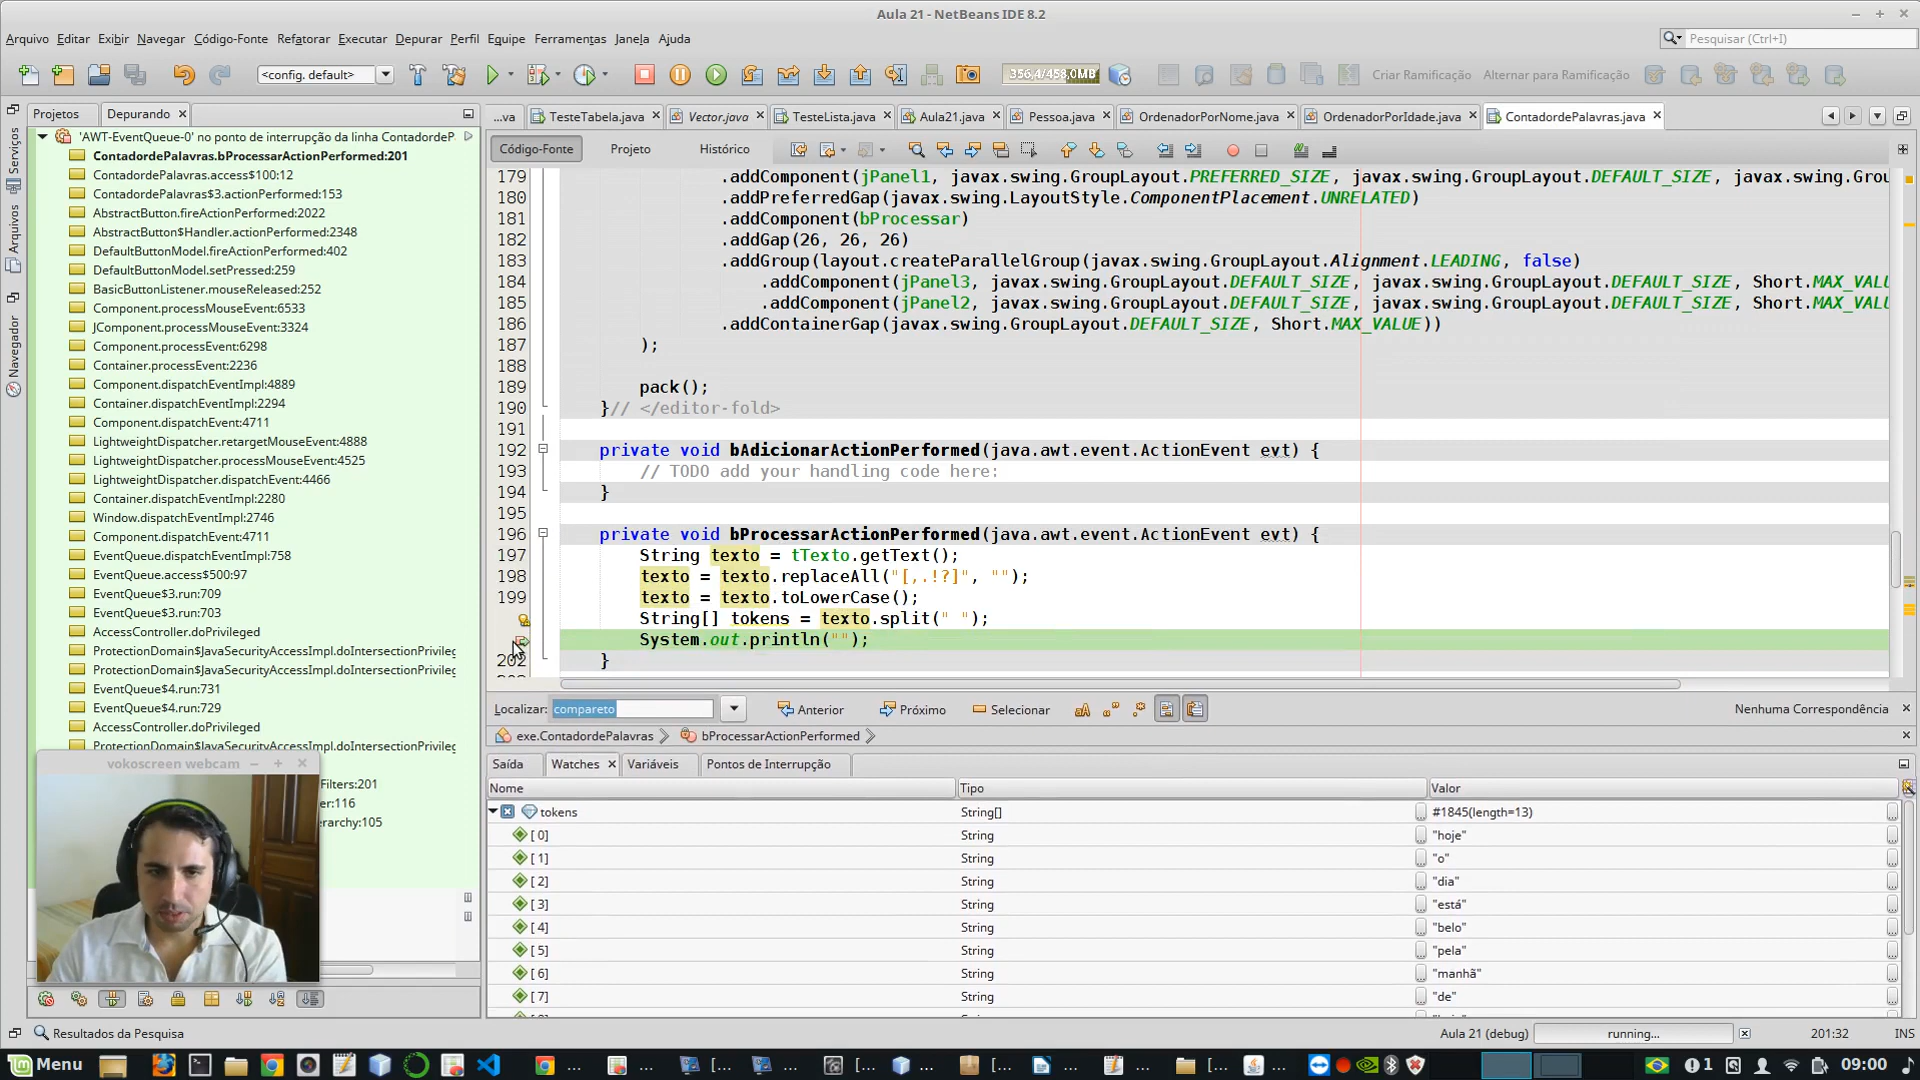 Aula 21 - NetBeans IDE 8.2
Arquivo Editar Exibir Navegar Código-Fonte Refatorar Executar Depurar Perfil Equipe Ferramentas Janela Ajuda
Pesquisar (Ctrl+I)
<config. default>
356,4/458,0MB
Criar Ramificação Alternar para Ramificação
Projetos Depurando
...va TesteTabela.java Vector.java TesteLista.java Aula21.java Pessoa.java OrdenadorPorNome.java OrdenadorPorIdade.java ContadordePalavras.java
Código-Fonte Projeto Histórico
Serviços
Arquivos
Navegador
'AWT-EventQueue-0' no ponto de interrupção da linha ContadordeP.
ContadordePalavras.bProcessarActionPerformed:201
ContadordePalavras.access$100:12
ContadordePalavras$3.actionPerformed:153
AbstractButton.fireActionPerformed:2022
AbstractButton$Handler.actionPerformed:2348
DefaultButtonModel.fireActionPerformed:402
DefaultButtonModel.setPressed:259
BasicButtonListener.mouseReleased:252
Component.processMouseEvent:6533
JComponent.processMouseEvent:3324
Component.processEvent:6298
Container.processEvent:2236
Component.dispatchEventImpl:4889
Container.dispatchEventImpl:2294
Component.dispatchEvent:4711
LightweightDispatcher.retargetMouseEvent:4888
LightweightDispatcher.processMouseEvent:4525
LightweightDispatcher.dispatchEvent:4466
Container.dispatchEventImpl:2280
Window.dispatchEventImpl:2746
Component.dispatchEvent:4711
EventQueue.dispatchEventImpl:758
EventQueue.access$500:97
EventQueue$3.run:709
EventQueue$3.run:703
AccessController.doPrivileged
ProtectionDomain$JavaSecurityAccessImpl.doIntersectionPrivileg
ProtectionDomain$JavaSecurityAccessImpl.doIntersectionPrivileg
EventQueue$4.run:731
EventQueue$4.run:729
AccessController.doPrivileged
ProtectionDomain$JavaSecurityAccessImpl.doIntersectionPrivileg
vokoscreen webcam
Filters:201
er:116
erarchy:105
179 .addComponent(jPanel1, javax.swing.GroupLayout.PREFERRED_SIZE, javax.swing.GroupLayout.DEFAULT_SIZE, javax.swing.Grou
180 .addPreferredGap(javax.swing.LayoutStyle.ComponentPlacement.UNRELATED)
181 .addComponent(bProcessar)
182 .addGap(26, 26, 26)
183 .addGroup(layout.createParallelGroup(javax.swing.GroupLayout.Alignment.LEADING, false)
184 .addComponent(jPanel3, javax.swing.GroupLayout.DEFAULT_SIZE, javax.swing.GroupLayout.DEFAULT_SIZE, Short.MAX_VALU
185 .addComponent(jPanel2, javax.swing.GroupLayout.DEFAULT_SIZE, javax.swing.GroupLayout.DEFAULT_SIZE, Short.MAX_VALU
186 .addContainerGap(javax.swing.GroupLayout.DEFAULT_SIZE, Short.MAX_VALUE))
187 );
188
189 pack();
190 }// </editor-fold>
191
192 private void bAdicionarActionPerformed(java.awt.event.ActionEvent evt) {
193 // TODO add your handling code here:
194 }
195
196 private void bProcessarActionPerformed(java.awt.event.ActionEvent evt) {
197 String texto = tTexto.getText();
198 texto = texto.replaceAll("[,.!?]", "");
199 texto = texto.toLowerCase();
String[] tokens = texto.split(" ");
System.out.println("");
202 }
Localizar: compareto Anterior Próximo Selecionar Nenhuma Correspondência
exe.ContadordePalavras bProcessarActionPerformed
Saída Watches Variáveis Pontos de Interrupção
Nome Tipo Valor
tokens String[] #1845(length=13)
[ 0] String "hoje"
[ 1] String "o"
[ 2] String "dia"
[ 3] String "está"
[ 4] String "belo"
[ 5] String "pela"
[ 6] String "manhã"
[ 7] String "de"
Resultados da Pesquisa
Aula 21 (debug) running... 201:32 INS
Menu ... ... [... ... [... ... [... ... [... ... [... ... 1 09:00